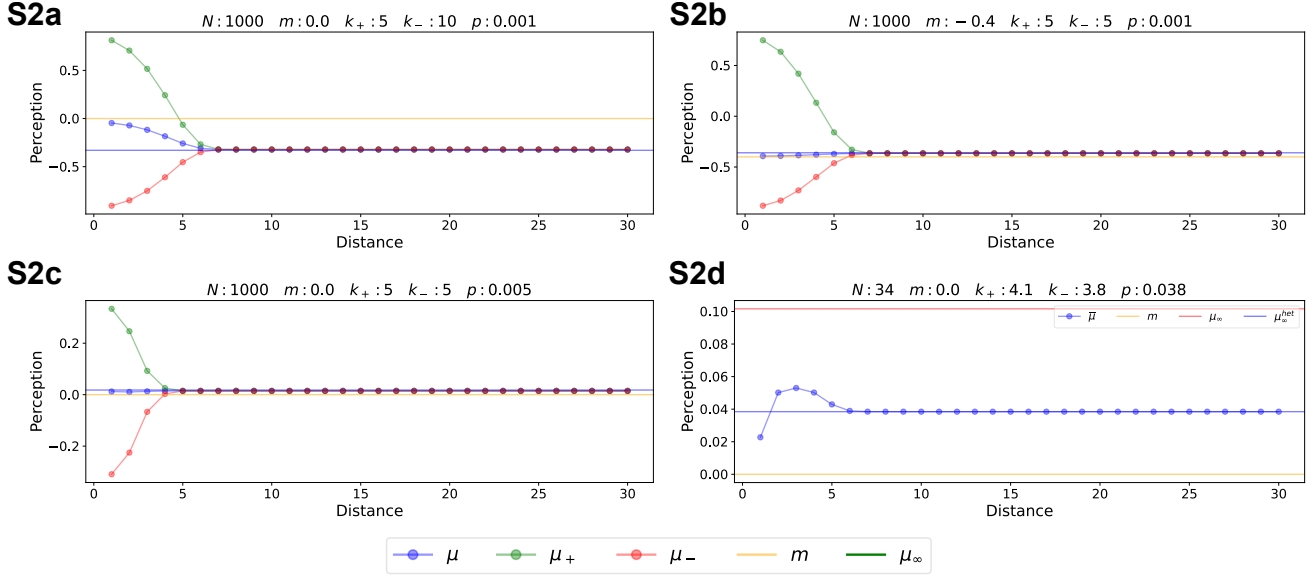 S2a
N : 1000 m : 0.0 k₊ : 5 k₋ : 10 p : 0.001
0.5
0.0
−0.5
Perception
0 5 10 15 20 25 30
Distance
S2b
N : 1000 m : − 0.4 k₊ : 5 k₋ : 5 p : 0.001
0.5
0.0
−0.5
Perception
0 5 10 15 20 25 30
Distance
S2c
N : 1000 m : 0.0 k₊ : 5 k₋ : 5 p : 0.005
0.2
0.0
−0.2
Perception
0 5 10 15 20 25 30
Distance
S2d
N : 34 m : 0.0 k₊ : 4.1 k₋ : 3.8 p : 0.038
μ̅ m μ∞ μ∞^het
0.10
0.08
0.06
0.04
0.02
0.00
Perception
0 5 10 15 20 25 30
Distance
μ μ₊ μ₋ m μ∞